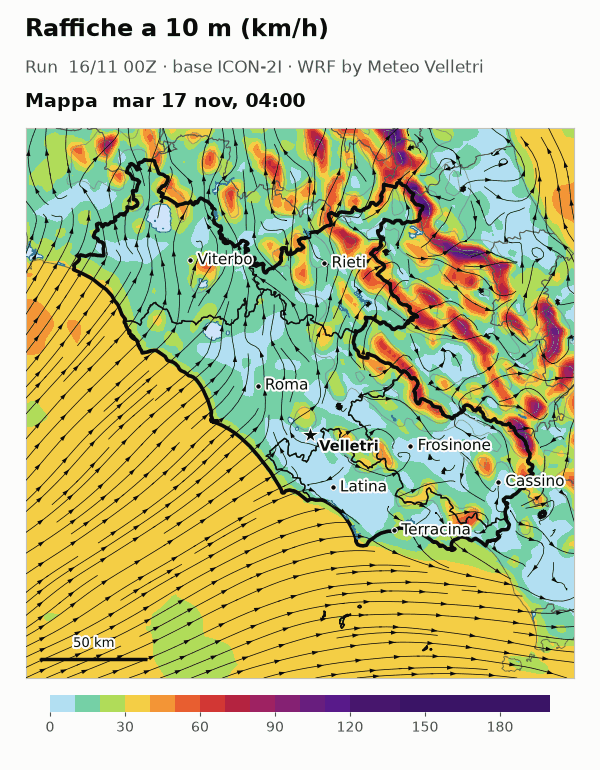 Raffiche a 10 m (km/h)
Run 16/11 00Z · base ICON-2I · WRF by Meteo Velletri
Mappa mar 17 nov, 04:00
Viterbo
Rieti
Roma
Velletri
Frosinone
Latina
Cassino
Terracina
50 km
0 30 60 90 120 150 180